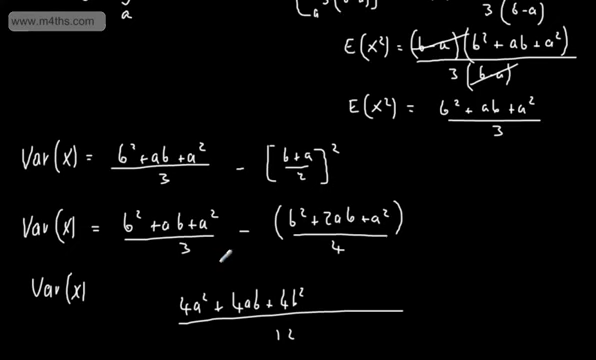 www.m4ths.com
a
3(b-a)
E(X²) = (b-a)(b² + ab + a²) / 3(b-a)
E(X²) = b² + ab + a² / 3
Var(X) = b² + ab + a² / 3 - [b+a / 2]²
Var(X) = b² + ab + a² / 3 - (b² + 2ab + a²) / 4
Var(X) 4a² + 4ab + 4b² / 12